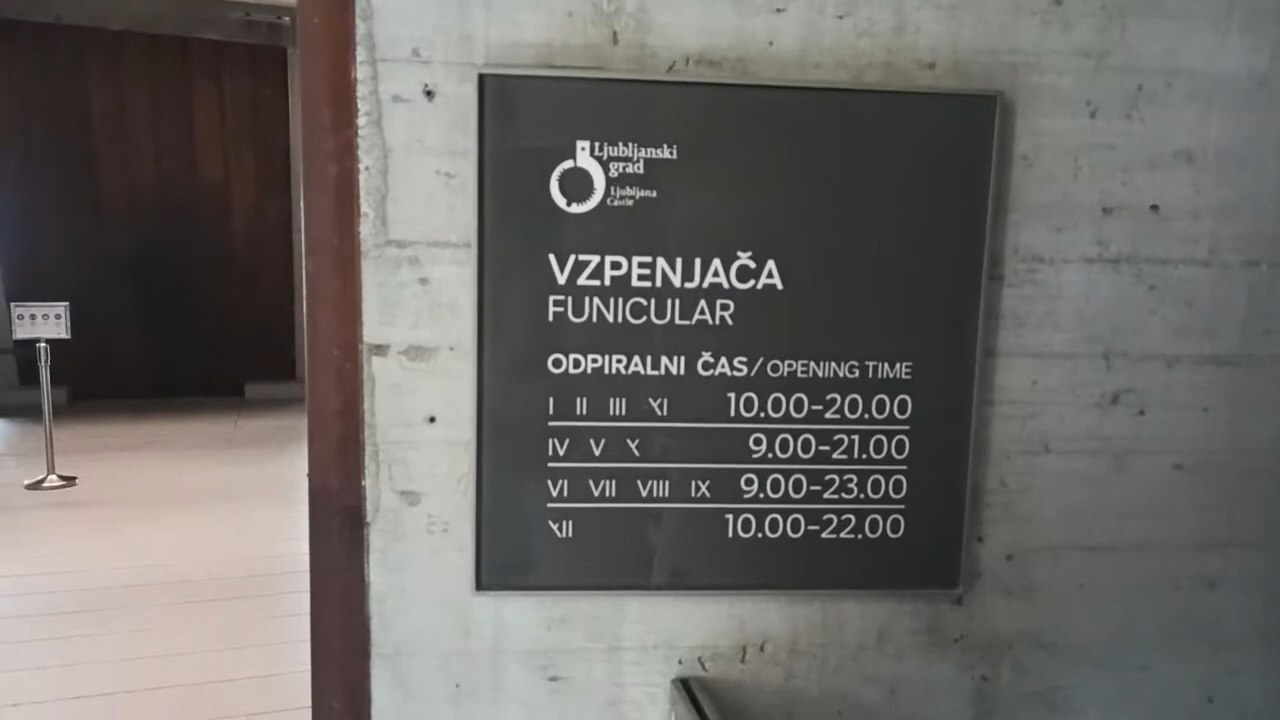 Ljubljanski
grad
Ljubljana
Castle
VZPENJAČA
FUNICULAR
ODPIRALNI ČAS / OPENING TIME
I II III XI 10.00-20.00
IV V X 9.00-21.00
VI VII VIII IX 9.00-23.00
XII 10.00-22.00